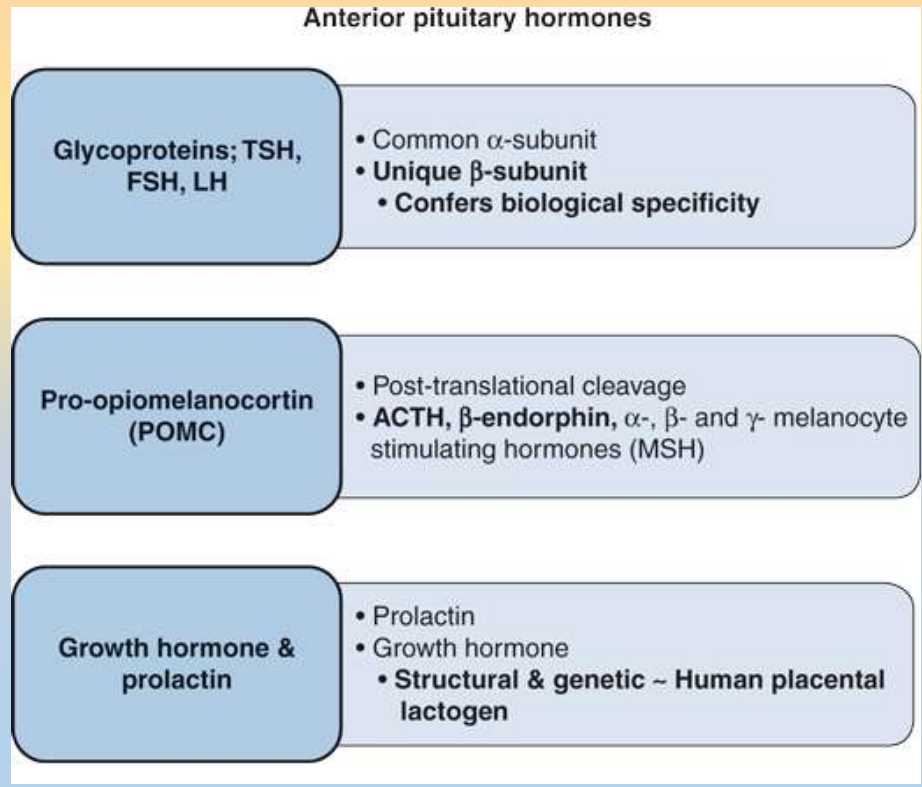 Anterior pituitary hormones
Glycoproteins; TSH,
FSH, LH
• Common α-subunit
• Unique β-subunit
• Confers biological specificity
Pro-opiomelanocortin
(POMC)
• Post-translational cleavage
• ACTH, β-endorphin, α-, β- and γ- melanocyte
stimulating hormones (MSH)
Growth hormone &
prolactin
• Prolactin
• Growth hormone
• Structural & genetic ~ Human placental
lactogen